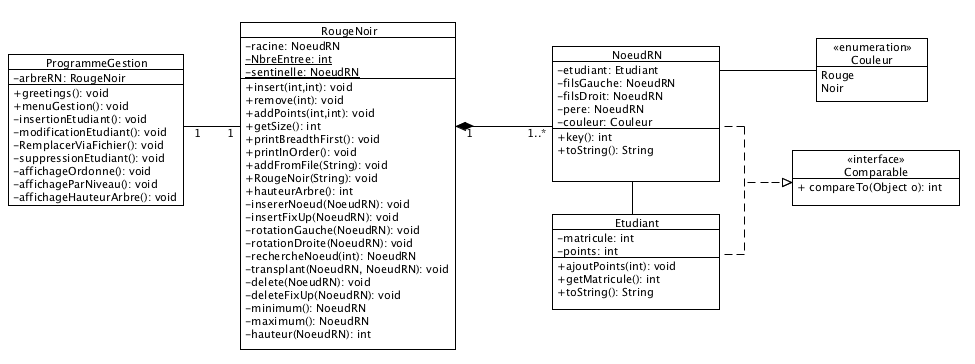 ProgrammeGestion
-arbreRN: RougeNoir
+greetings(): void
+menuGestion(): void
-insertionEtudiant(): void
-modificationEtudiant(): void
-RemplacerViaFichier(): void
-suppressionEtudiant(): void
-affichageOrdonne(): void
-affichageParNiveau(): void
-affichageHauteurArbre(): void
1
1
RougeNoir
-racine: NoeudRN
-NbreEntree: int
-sentinelle: NoeudRN
+insert(int,int): void
+remove(int): void
+addPoints(int,int): void
+getSize(): int
+printBreadthFirst(): void
+printInOrder(): void
+addFromFile(String): void
+RougeNoir(String): void
+hauteurArbre(): int
-insererNoeud(NoeudRN): void
-insertFixUp(NoeudRN): void
-rotationGauche(NoeudRN): void
-rotationDroite(NoeudRN): void
-rechercheNoeud(int): NoeudRN
-transplant(NoeudRN, NoeudRN): void
-delete(NoeudRN): void
-deleteFixUp(NoeudRN): void
-minimum(): NoeudRN
-maximum(): NoeudRN
-hauteur(NoeudRN): int
1
1..*
NoeudRN
-etudiant: Etudiant
-filsGauche: NoeudRN
-filsDroit: NoeudRN
-pere: NoeudRN
-couleur: Couleur
+key(): int
+toString(): String
Etudiant
-matricule: int
-points: int
+ajoutPoints(int): void
+getMatricule(): int
+toString(): String
«enumeration»
Couleur
Rouge
Noir
«interface»
Comparable
+ compareTo(Object o): int